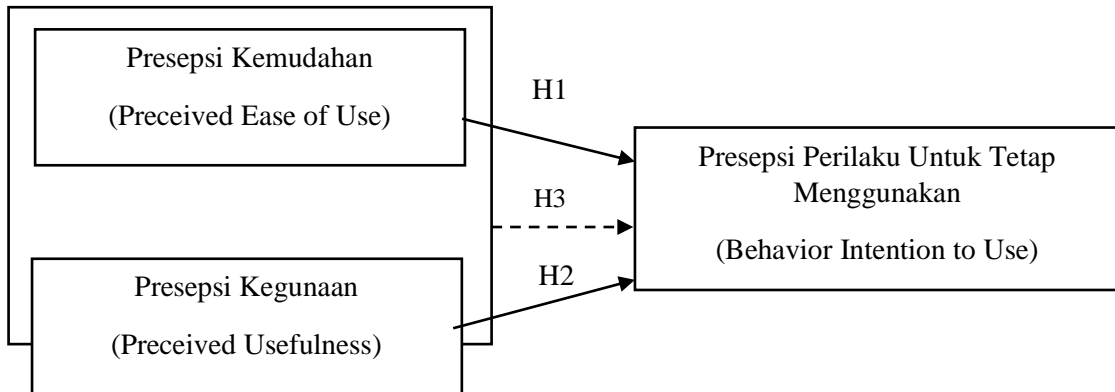 Presepsi Kemudahan
(Preceived Ease of Use)
H1
Presepsi Perilaku Untuk Tetap
Menggunakan
(Behavior Intention to Use)
H3
H2
Presepsi Kegunaan
(Preceived Usefulness)